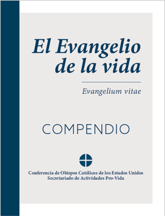 El Evangelio
de la vida
Evangelium vitae
COMPENDIO
Conferencia de Obispos Católicos de los Estados Unidos
Secretariado de Actividades Pro-Vida